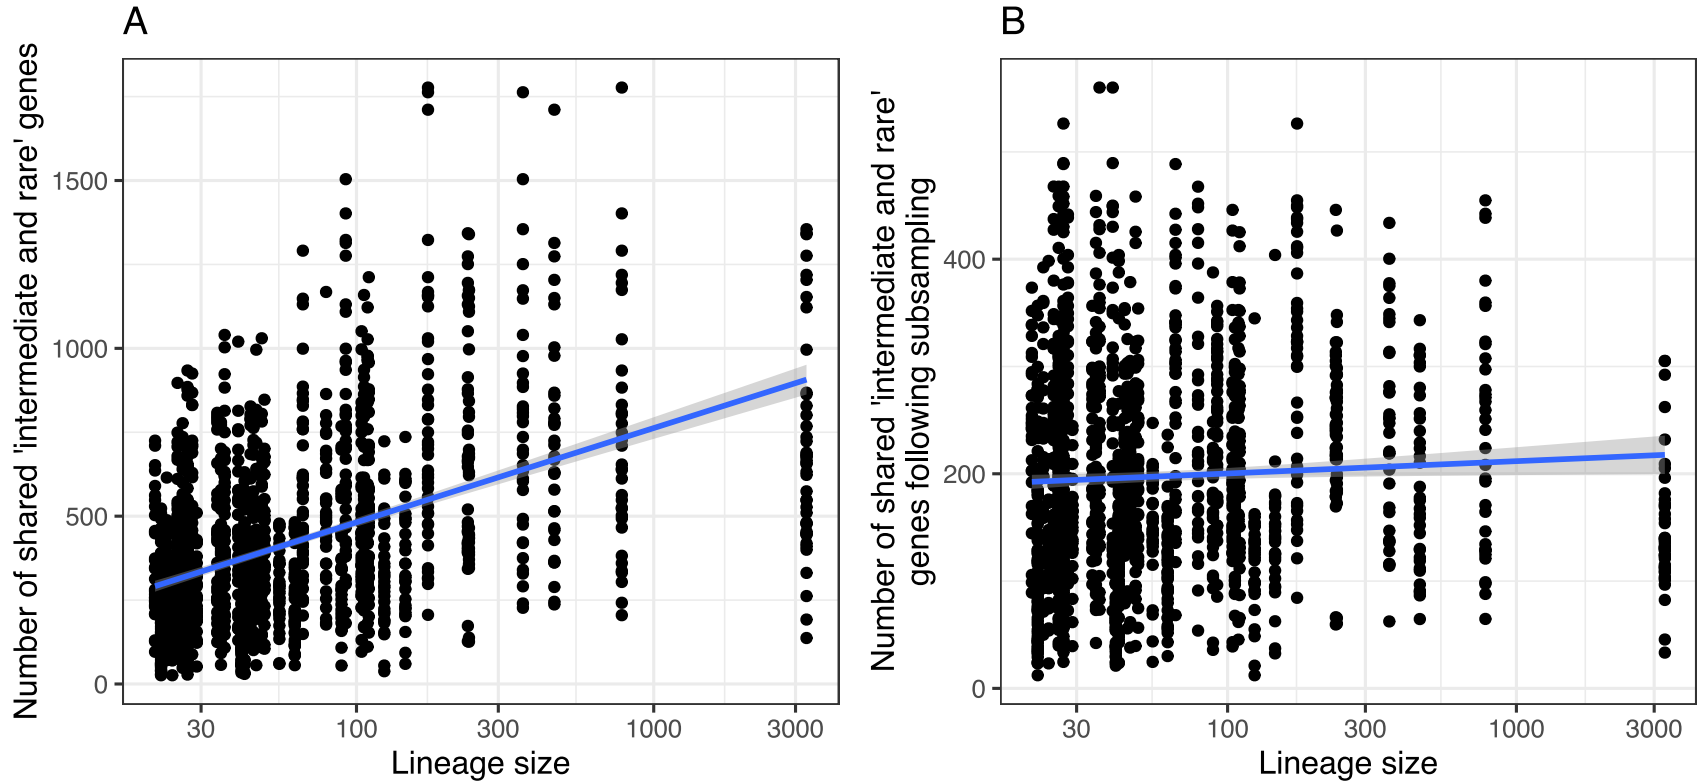 A
Number of shared 'intermediate and rare' genes
1500
1000
500
0
30
100
300
1000
3000
Lineage size
B
Number of shared 'intermediate and rare'
genes following subsampling
400
200
0
30
100
300
1000
3000
Lineage size